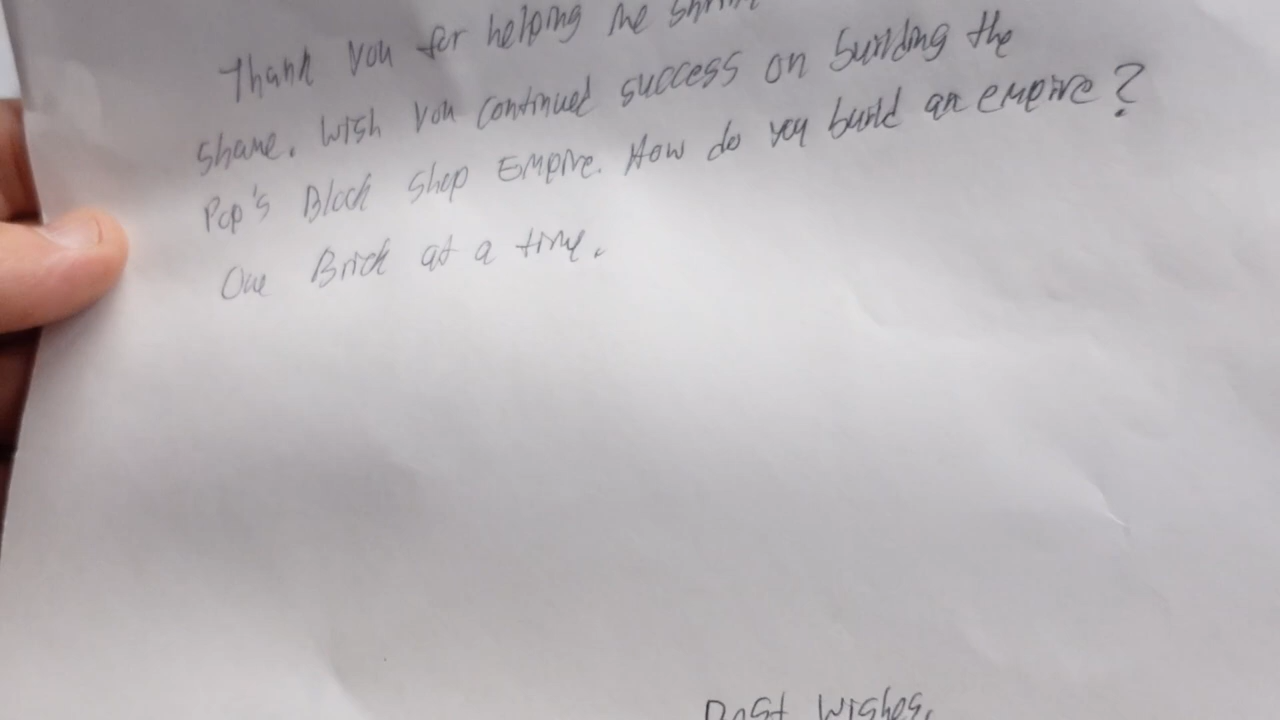 Thank you for helping me shrink
shame. Wish you continued success on building the
Pop's Block Shop Empire. How do you build an empire?
One Brick at a time.
Best Wishes,